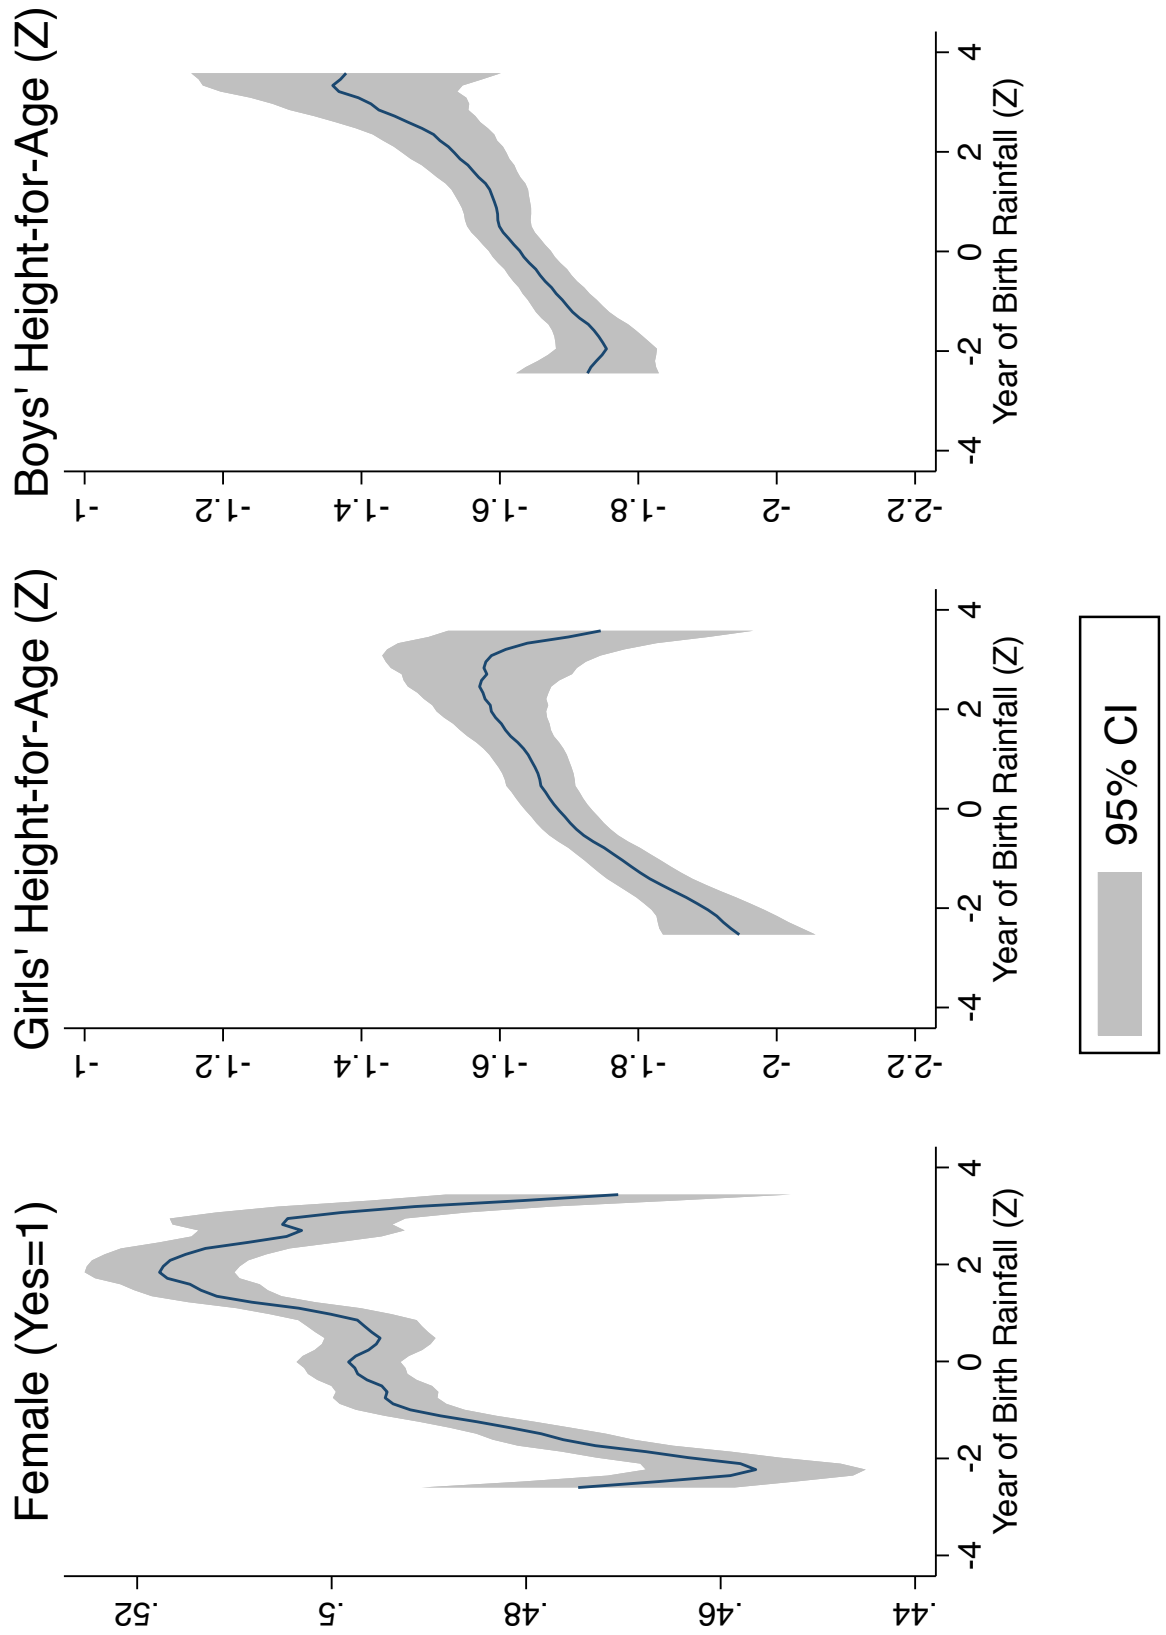 Female (Yes=1)
.52
.5
.48
.46
.44
-4 -2 0 2 4
Year of Birth Rainfall (Z)
Girls' Height-for-Age (Z)
-1
-1.2
-1.4
-1.6
-1.8
-2
-2.2
-4 -2 0 2 4
Year of Birth Rainfall (Z)
Boys' Height-for-Age (Z)
-1
-1.2
-1.4
-1.6
-1.8
-2
-2.2
-4 -2 0 2 4
Year of Birth Rainfall (Z)
95% CI